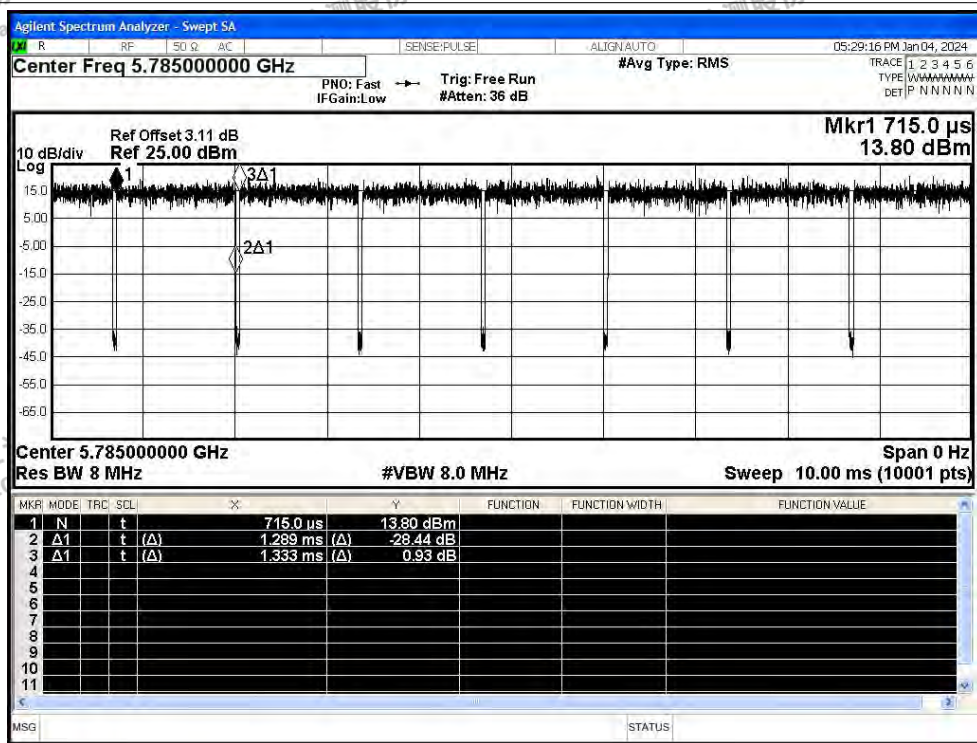 Agilent Spectrum Analyzer - Swept SA
R RF 50 Ω AC SENSE:PULSE ALIGN AUTO 05:29:16 PM Jan 04, 2024
Center Freq 5.785000000 GHz #Avg Type: RMS TRACE 1 2 3 4 5 6
PNO: Fast Trig: Free Run TYPE W
IFGain:Low #Atten: 36 dB DET P N N N N N
Mkr1 715.0 µs
Ref Offset 3.11 dB
10 dB/div Ref 25.00 dBm 13.80 dBm
Log
1 3Δ1
15.0
5.00
2Δ1
-5.00
-15.0
-25.0
-35.0
-45.0
-55.0
-65.0
Center 5.785000000 GHz Span 0 Hz
Res BW 8 MHz #VBW 8.0 MHz Sweep 10.00 ms (10001 pts)
MKR MODE TRC SCL X Y FUNCTION FUNCTION WIDTH FUNCTION VALUE
1 N t 715.0 µs 13.80 dBm
2 Δ1 t (Δ) 1.289 ms (Δ) -28.44 dB
3 Δ1 t (Δ) 1.333 ms (Δ) 0.93 dB
4
5
6
7
8
9
10
11
MSG STATUS